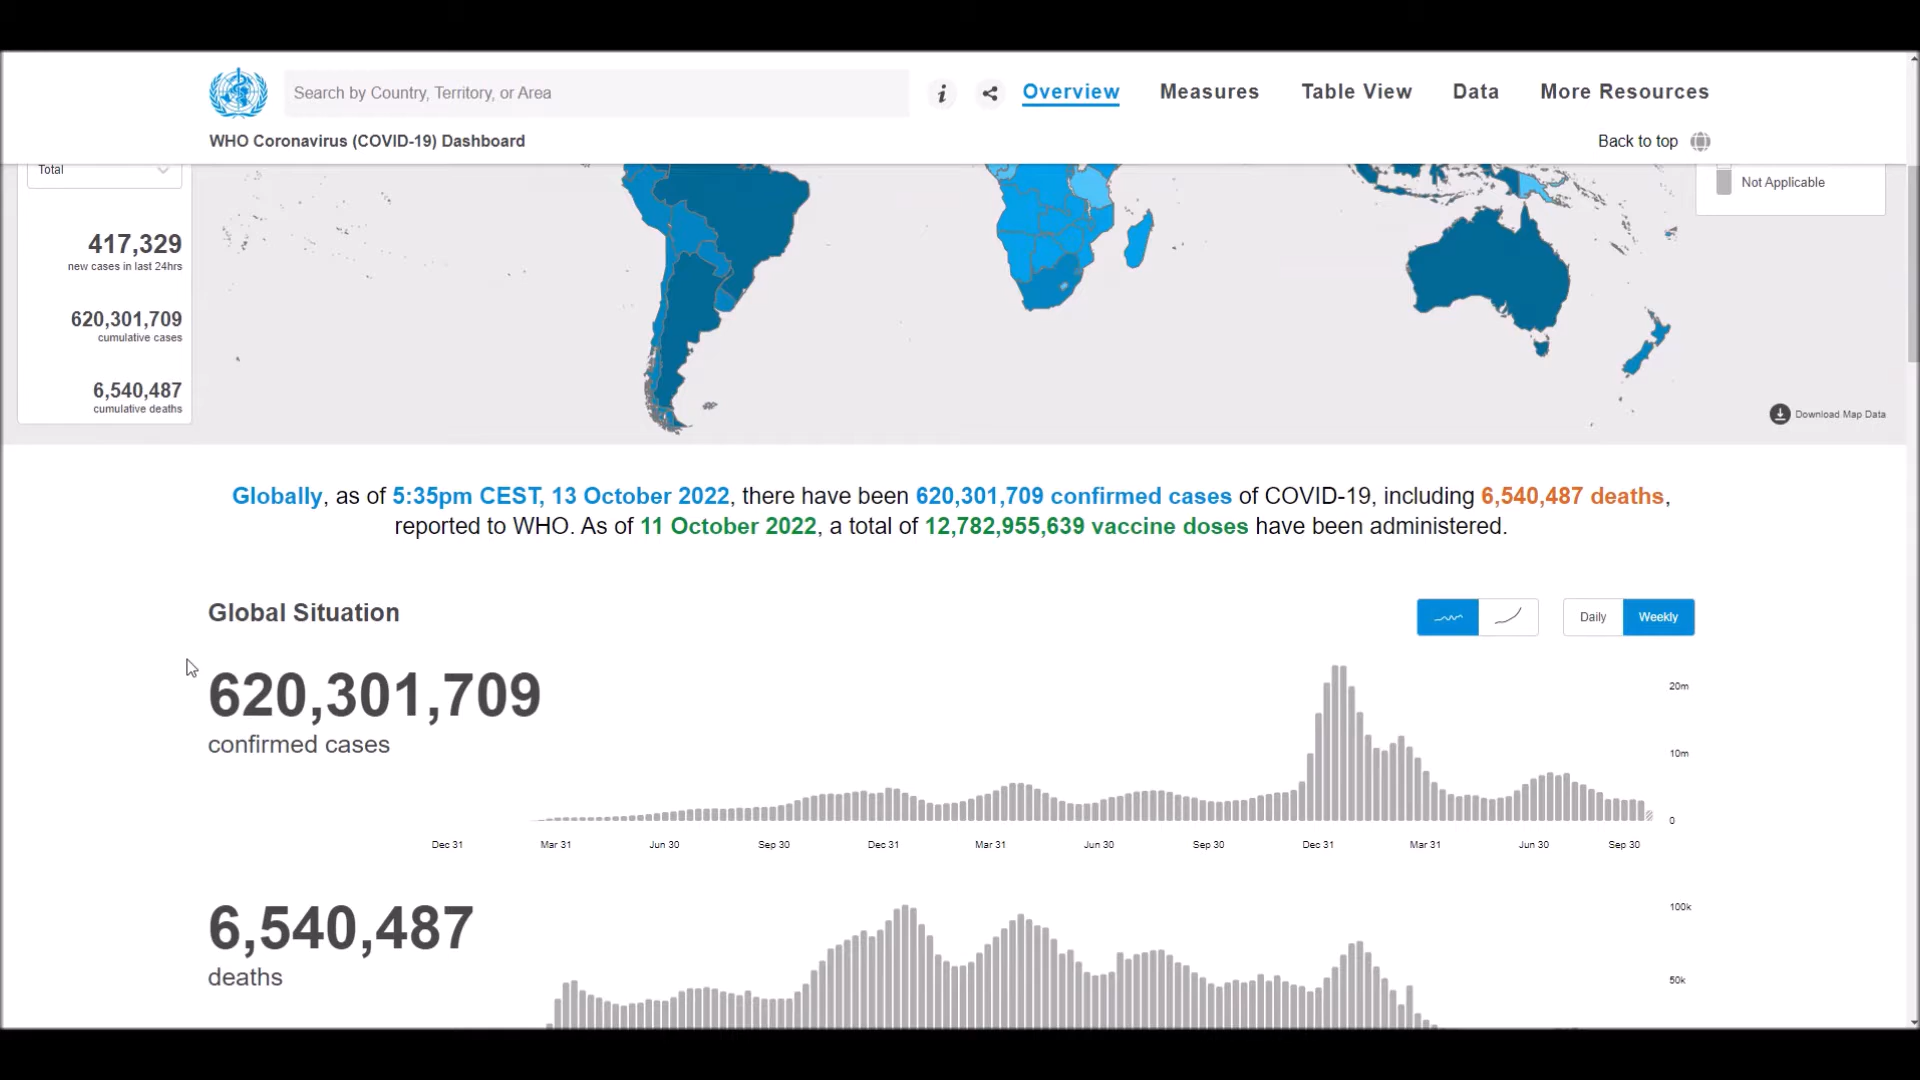 Search by Country, Territory, or Area
Overview
Measures
Table View
Data
More Resources
WHO Coronavirus (COVID-19) Dashboard
Back to top
Total
Not Applicable
417,329
new cases in last 24hrs
620,301,709
cumulative cases
6,540,487
cumulative deaths
Download Map Data
Globally, as of 5:35pm CEST, 13 October 2022, there have been 620,301,709 confirmed cases of COVID-19, including 6,540,487 deaths,
reported to WHO. As of 11 October 2022, a total of 12,782,955,639 vaccine doses have been administered.
Global Situation
Daily
Weekly
620,301,709
confirmed cases
20m
10m
0
Dec 31
Mar 31
Jun 30
Sep 30
Dec 31
Mar 31
Jun 30
Sep 30
Dec 31
Mar 31
Jun 30
Sep 30
6,540,487
deaths
100k
50k